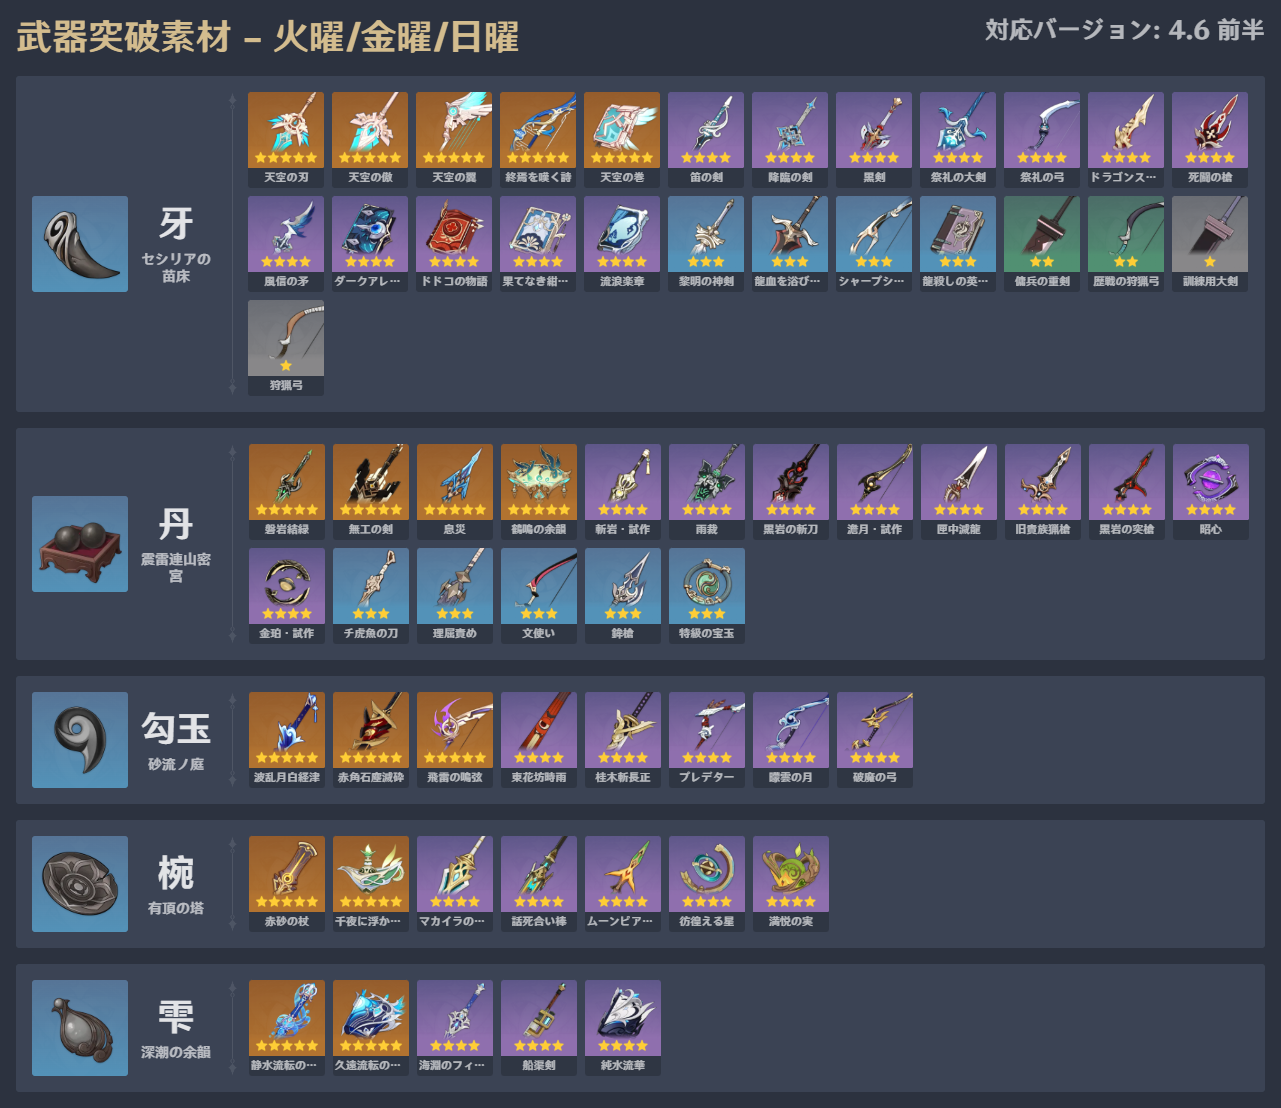 武器突破素材 – 火曜/金曜/日曜
対応バージョン: 4.6 前半
牙
セシリアの
苗床
天空の刃
天空の傲
天空の翼
終焉を嘆く詩
天空の巻
笛の剣
降臨の剣
黒剣
祭礼の大剣
祭礼の弓
ドラゴンス…
死闘の槍
風信の矛
ダークアレ…
ドドコの物語
果てなき紺…
流浪楽章
黎明の神剣
龍血を浴び…
シャープシ…
龍殺しの英…
傭兵の重剣
歴戦の狩猟弓
訓練用大剣
狩猟弓
丹
震雷連山密
宮
磐岩結緑
無工の剣
息災
鶴鳴の余韻
斬岩・試作
雨裁
黒岩の斬刀
澹月・試作
匣中滅龍
旧貴族猟槍
黒岩の突槍
昭心
金珀・試作
チ虎魚の刀
理屈責め
文使い
鉾槍
特級の宝玉
勾玉
砂流ノ庭
波乱月白経津
赤角石塵滅砕
飛雷の鳴弦
東花坊時雨
桂木斬長正
プレデター
曚雲の月
破魔の弓
椀
有頂の塔
赤砂の杖
千夜に浮か…
マカイラの…
話死合い棒
ムーンピア…
彷徨える星
満悦の実
雫
深潮の余韻
静水流転の…
久遠流転の…
海淵のフィ…
船渠剣
純水流華